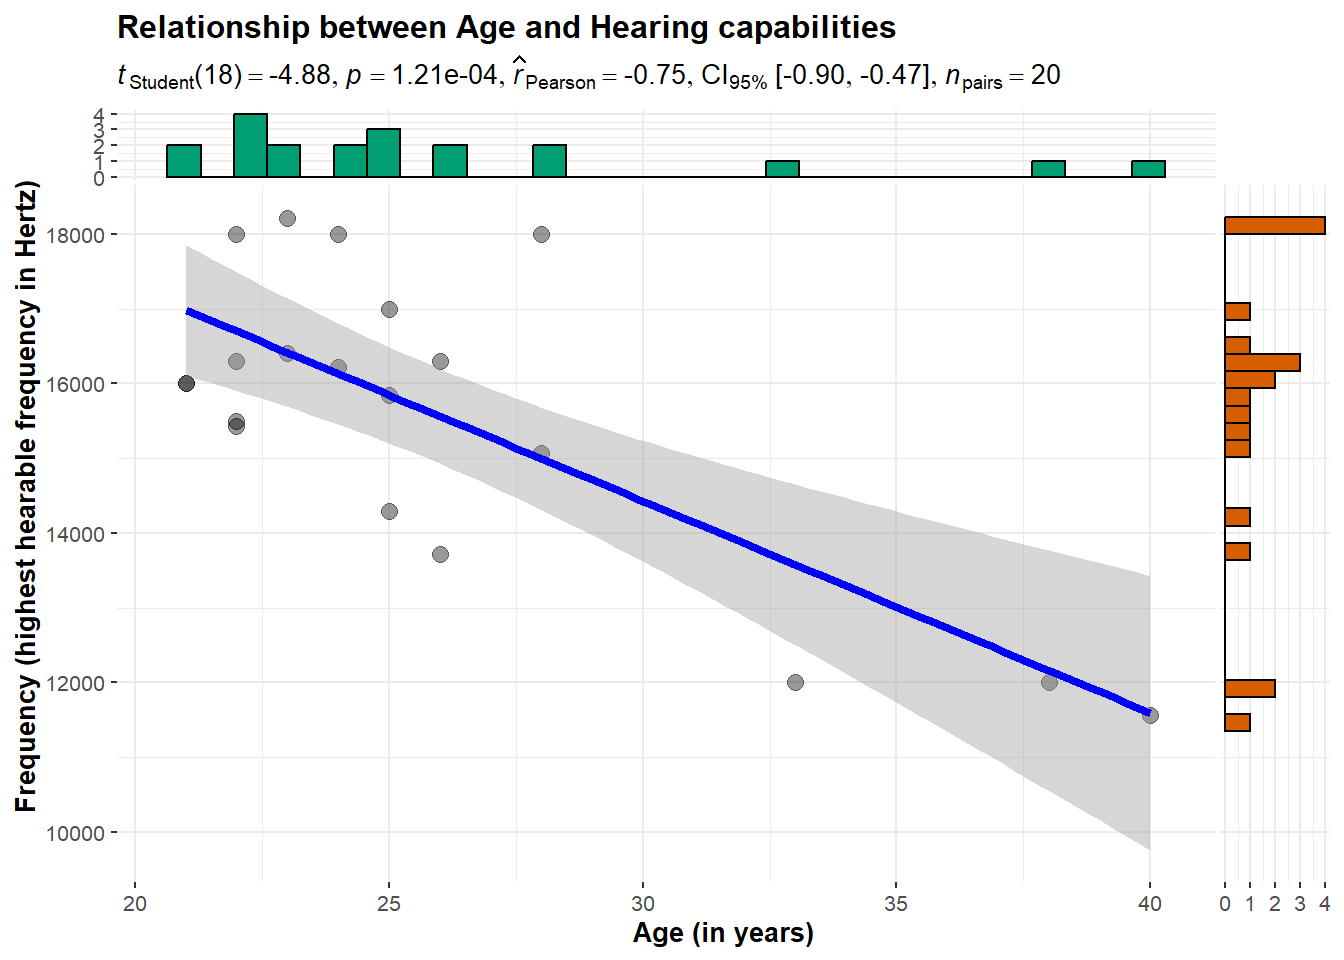 Relationship between Age and Hearing capabilities
t Student(18) = -4.88, p = 1.21e-04, r̂ Pearson = -0.75, CI95% [-0.90, -0.47], n pairs = 20
4
3
2
1
0
Frequency (highest hearable frequency in Hertz)
18000
16000
14000
12000
10000
20 25 30 35 40 0 1 2 3 4
Age (in years)